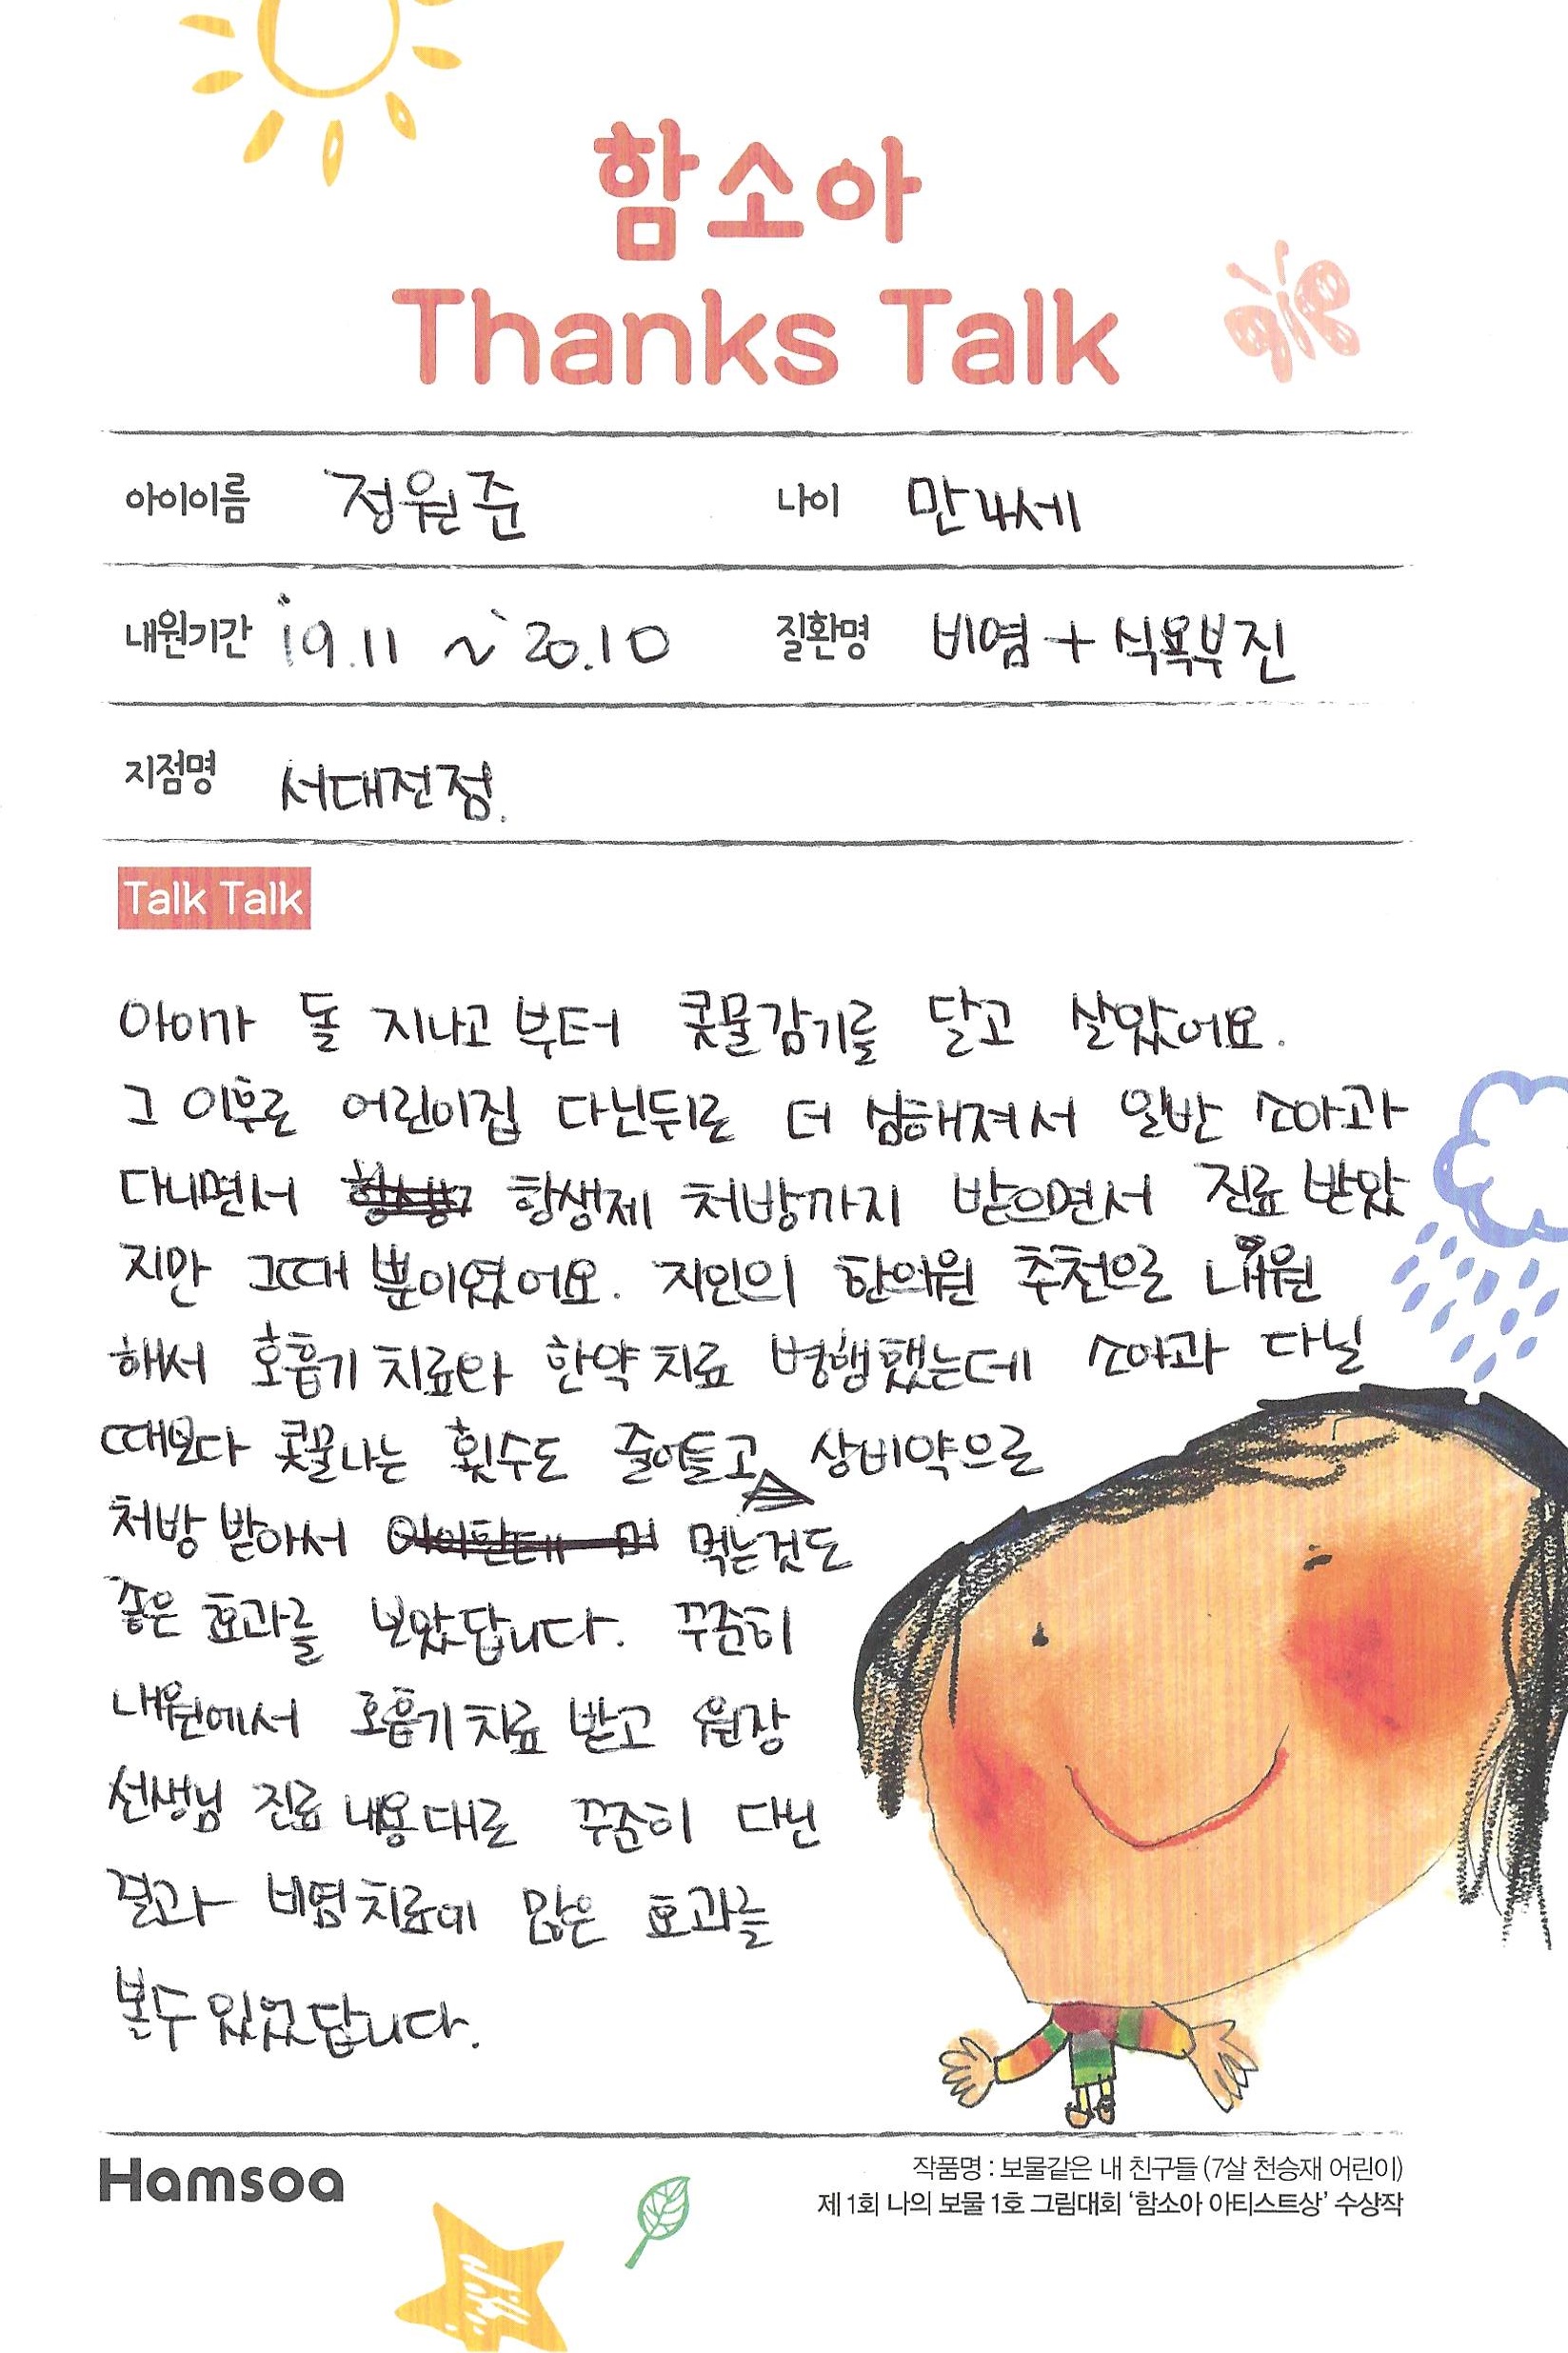 함소아
Thanks Talk
아이이름 정원준 나이 만4세
내원기간 '19.11 ~ '20.10 질환명 비염 + 식욕부진
지점명 서대전점.
Talk Talk
아이가 돌 지나고 부터 콧물감기를 달고 살았어요.
그 이후로 어린이집 다닌뒤로 더 심해져서 일반 소아과
다니면서 항생제 처방까지 받으면서 진료 받았
지만 그때 뿐이였어요. 지인의 한의원 추천으로 내원
해서 호흡기 치료와 한약 치료 병행했는데 소아과 다닐
때보다 콧물나는 횟수도 줄어들고 상비약으로
처방 받아서 먹는것도
좋은 효과를 보았답니다. 꾸준히
내원에서 호흡기 치료 받고 원장
선생님 진료 내용대로 꾸준히 다닌
결과 비염치료에 많은 효과를
볼수 있었답니다.
Hamsoa
작품명 : 보물같은 내 친구들 (7살 천승재 어린이)
제 1회 나의 보물 1호 그림대회 '함소아 아티스트상' 수상작